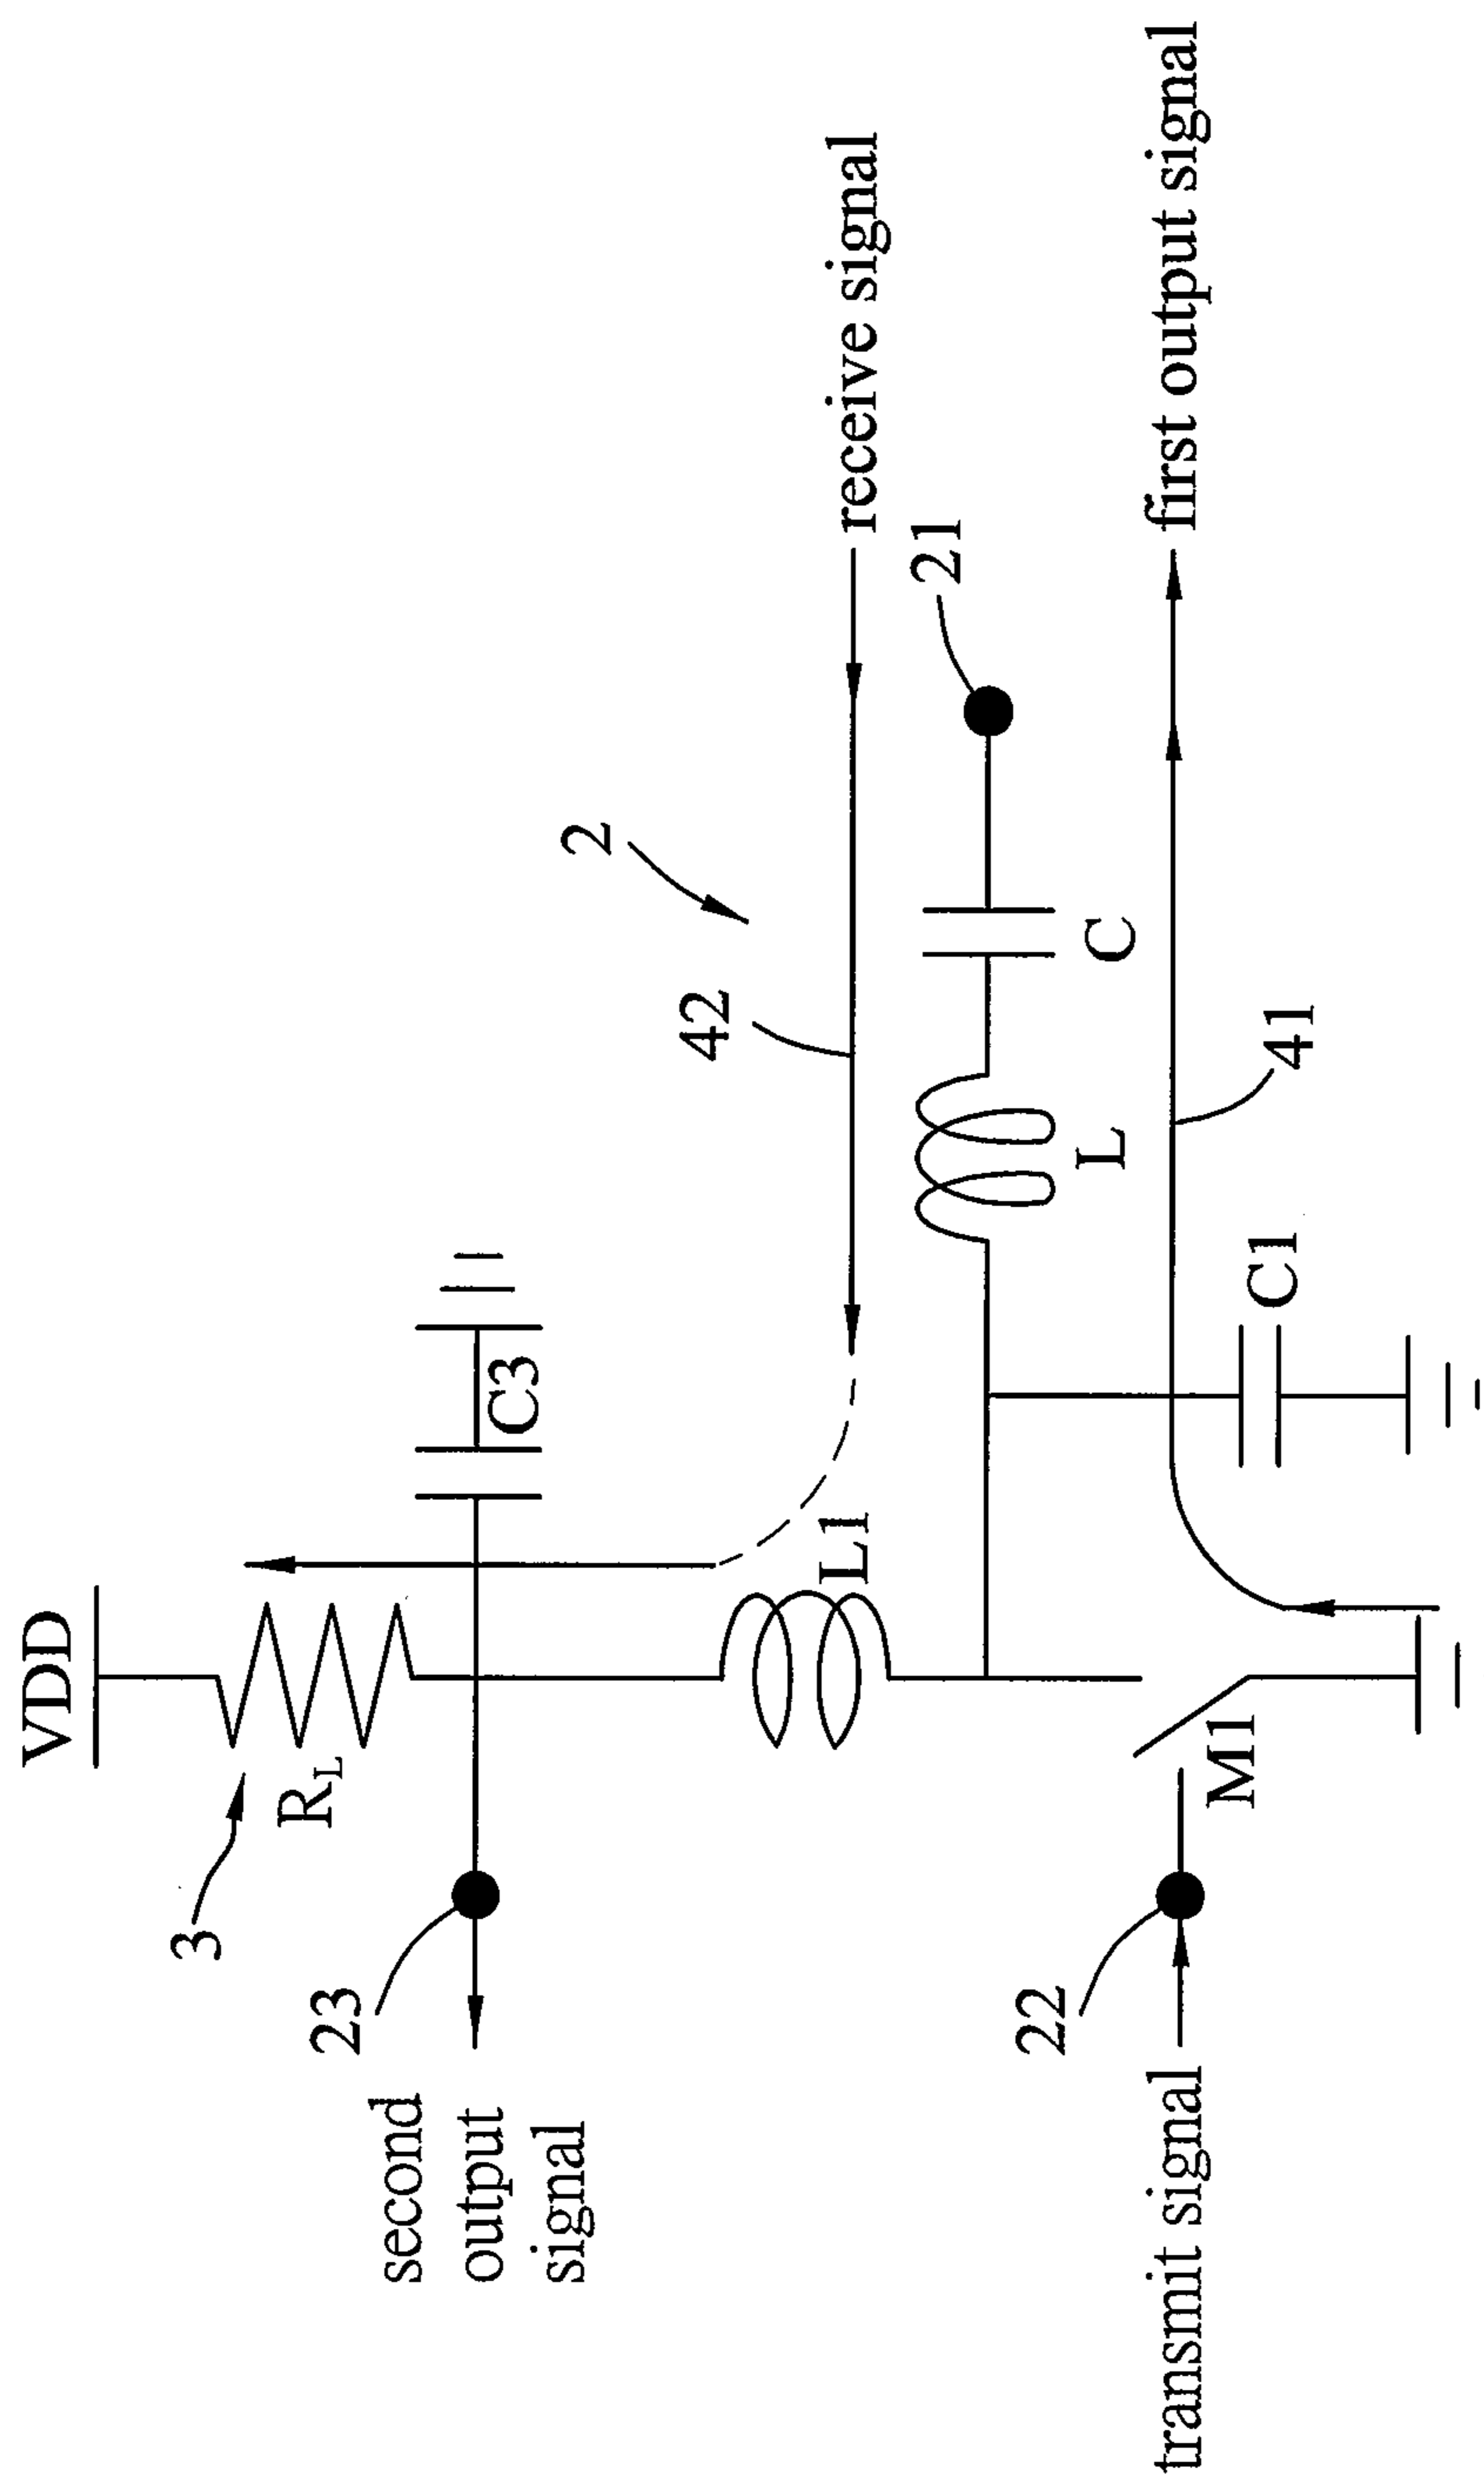 VDD
3
R_L
23
second
output
signal
C3
L1
42
2
receive signal
21
L
C
C1
41
first output signal
M1
22
transmit signal